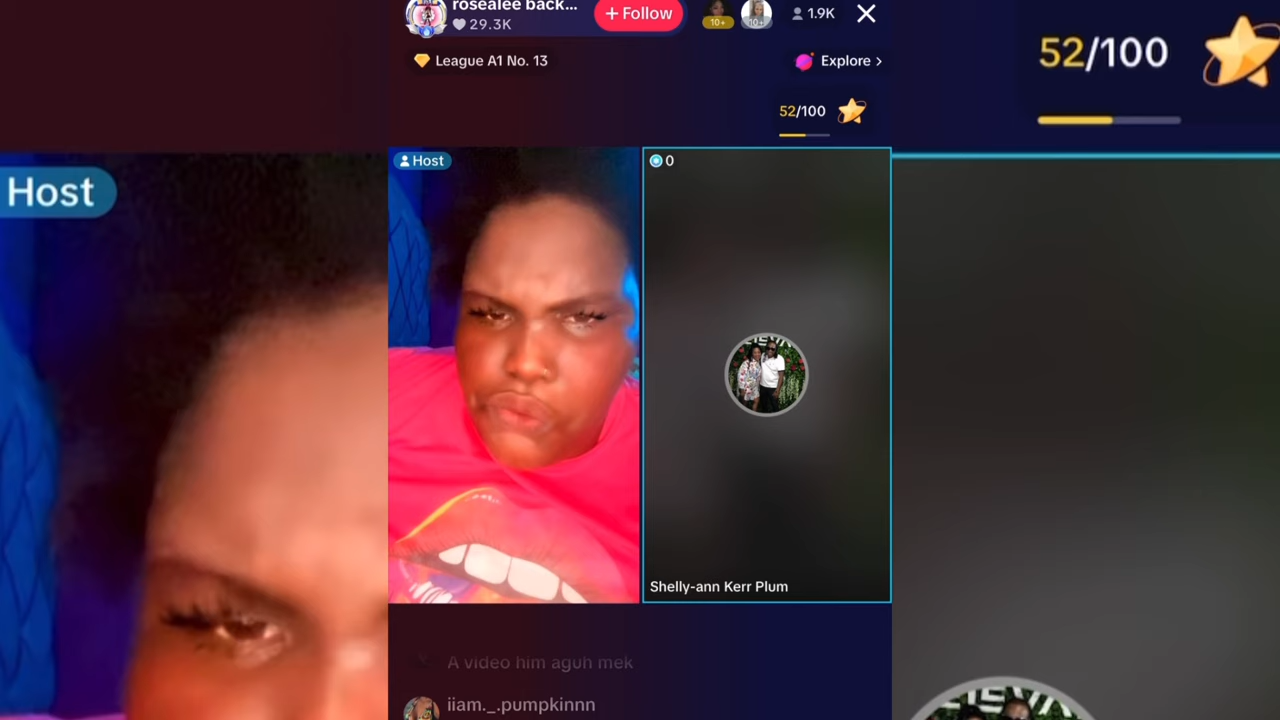 rosealee back...
29.3K
+ Follow
10+
10+
1.9K
League A1 No. 13
Explore >
52/100
52/100
Host
Host
0
Shelly-ann Kerr Plum
A video him aguh mek
iiam._.pumpkinnn